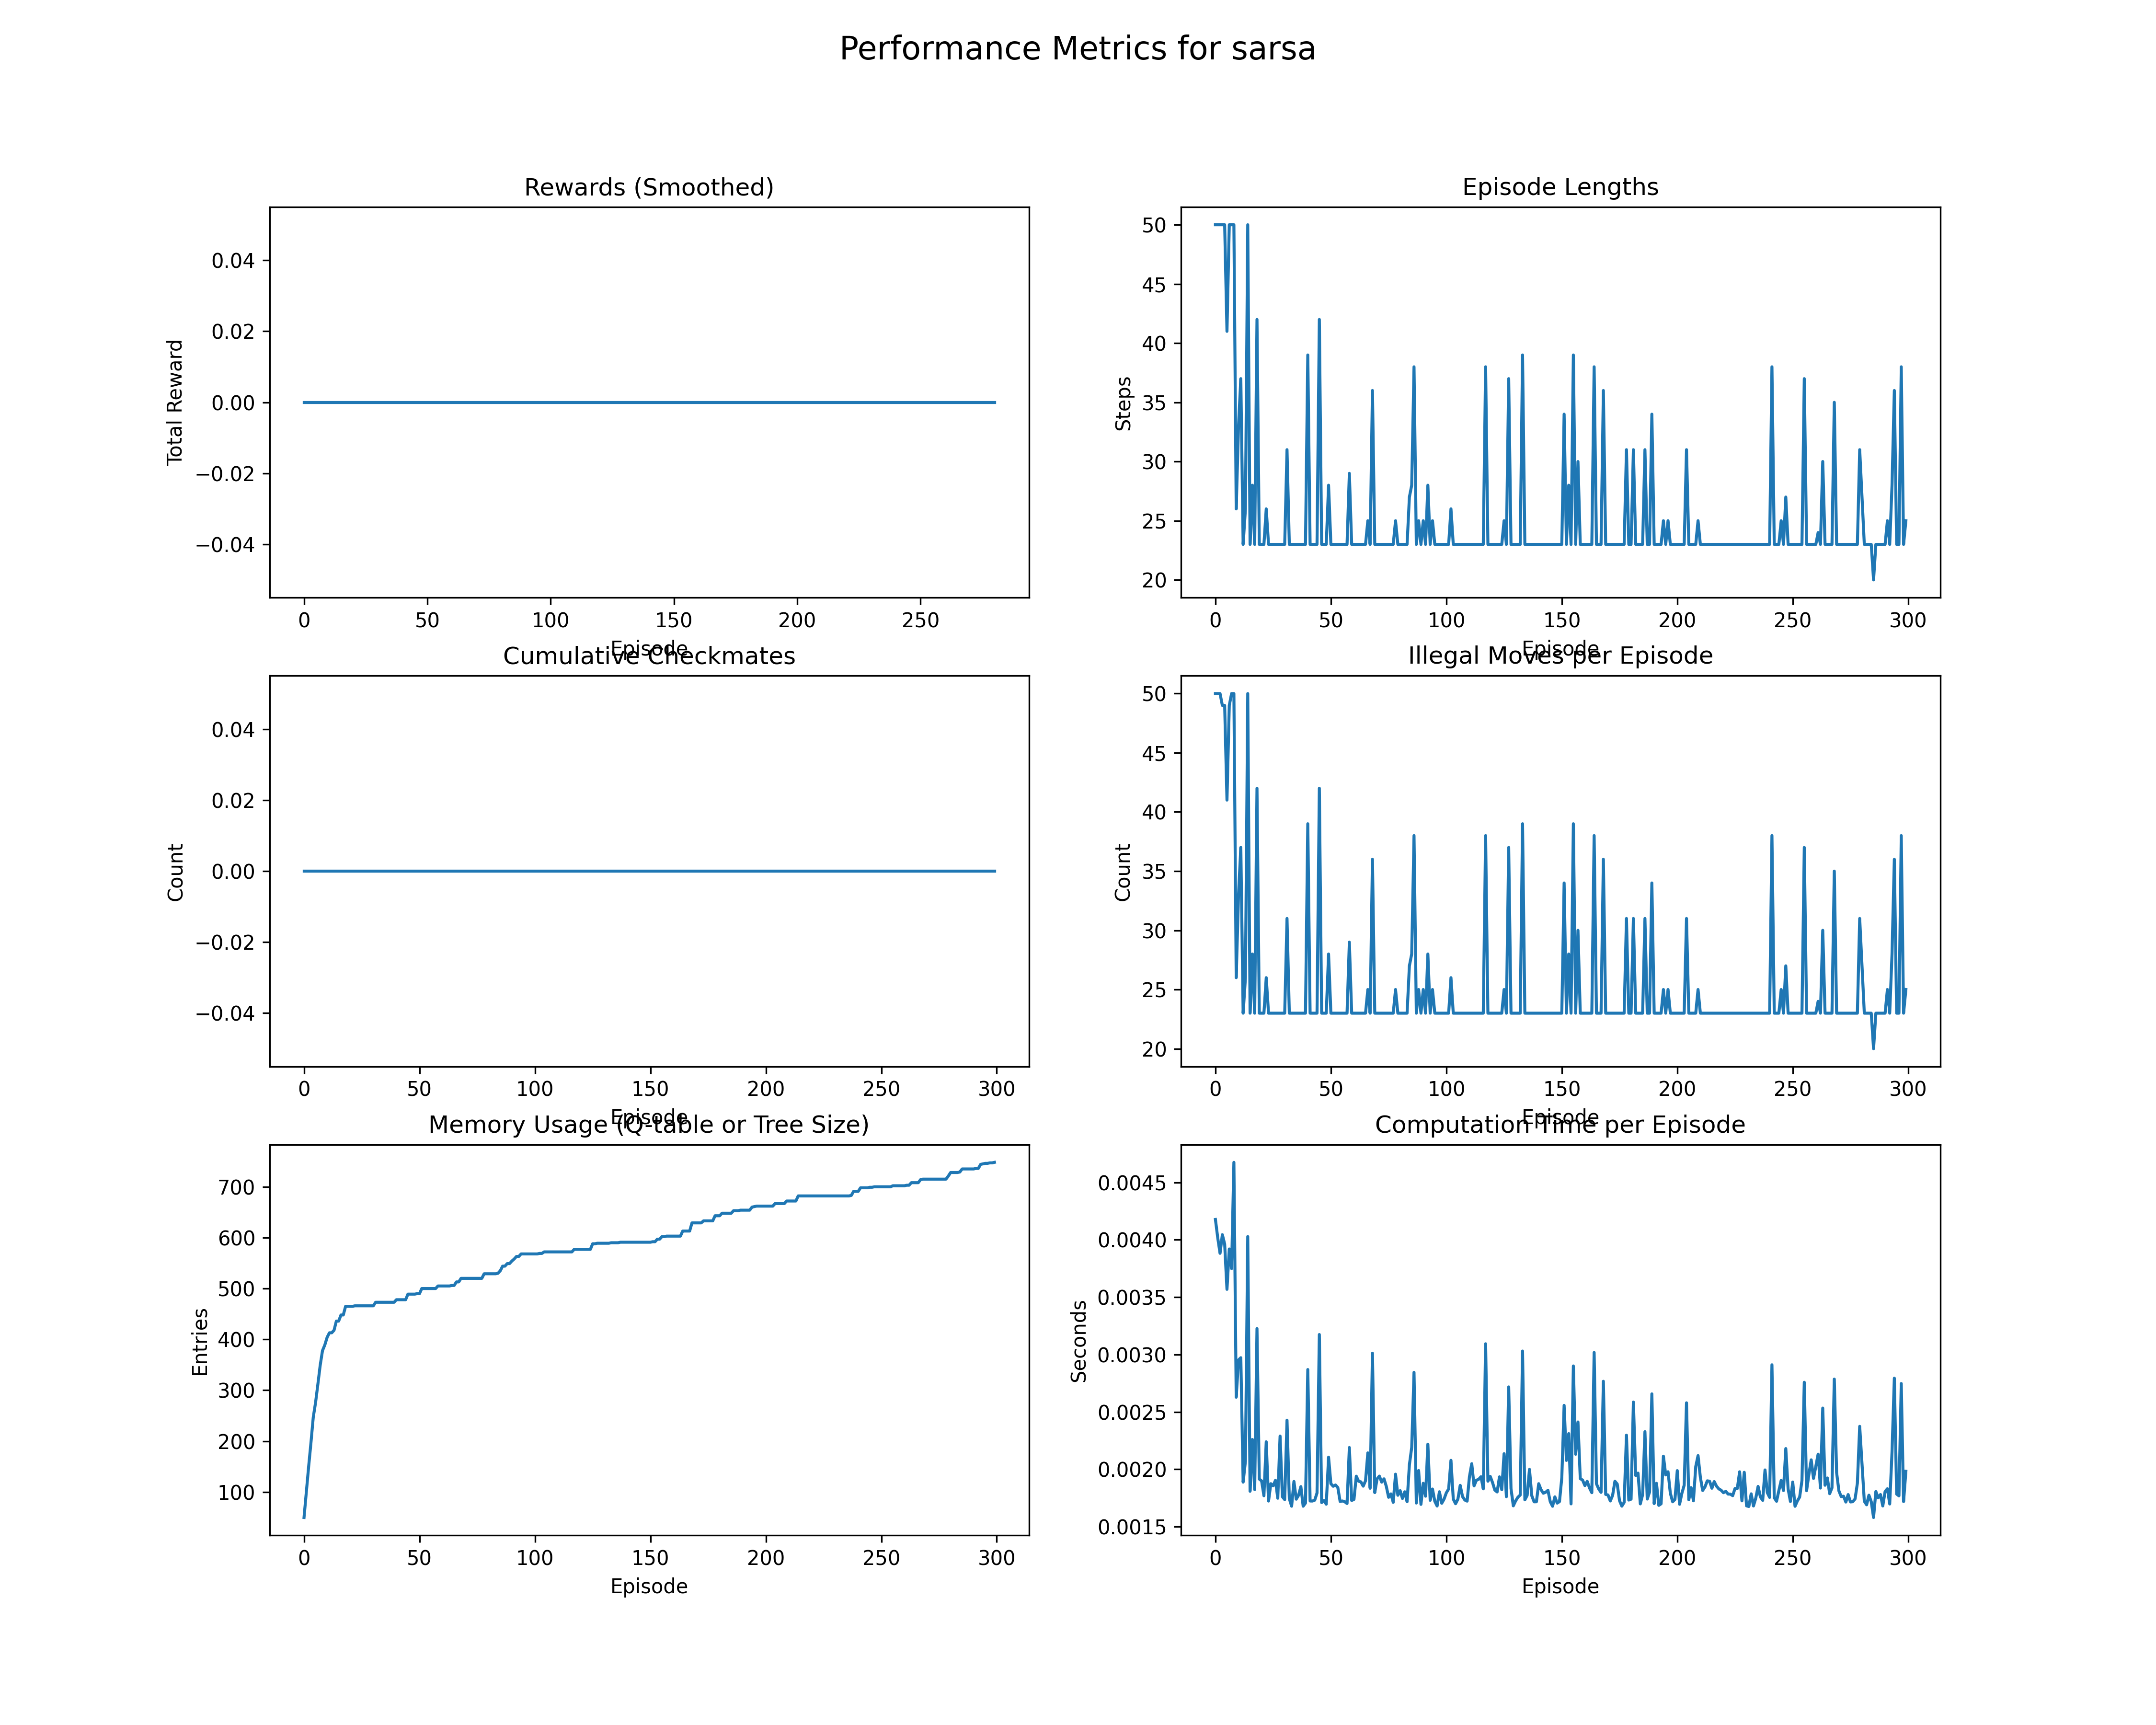 Performance Metrics for sarsa
Rewards (Smoothed)
Total Reward
0.04
0.02
0.00
−0.02
−0.04
0 50 100 150 200 250
Episode
Episode Lengths
Steps
50
45
40
35
30
25
20
0 50 100 150 200 250 300
Episode
Cumulative Checkmates
Count
0.04
0.02
0.00
−0.02
−0.04
0 50 100 150 200 250 300
Episode
Illegal Moves per Episode
Count
50
45
40
35
30
25
20
0 50 100 150 200 250 300
Episode
Memory Usage (Q-table or Tree Size)
Entries
700
600
500
400
300
200
100
0 50 100 150 200 250 300
Episode
Computation Time per Episode
Seconds
0.0045
0.0040
0.0035
0.0030
0.0025
0.0020
0.0015
0 50 100 150 200 250 300
Episode